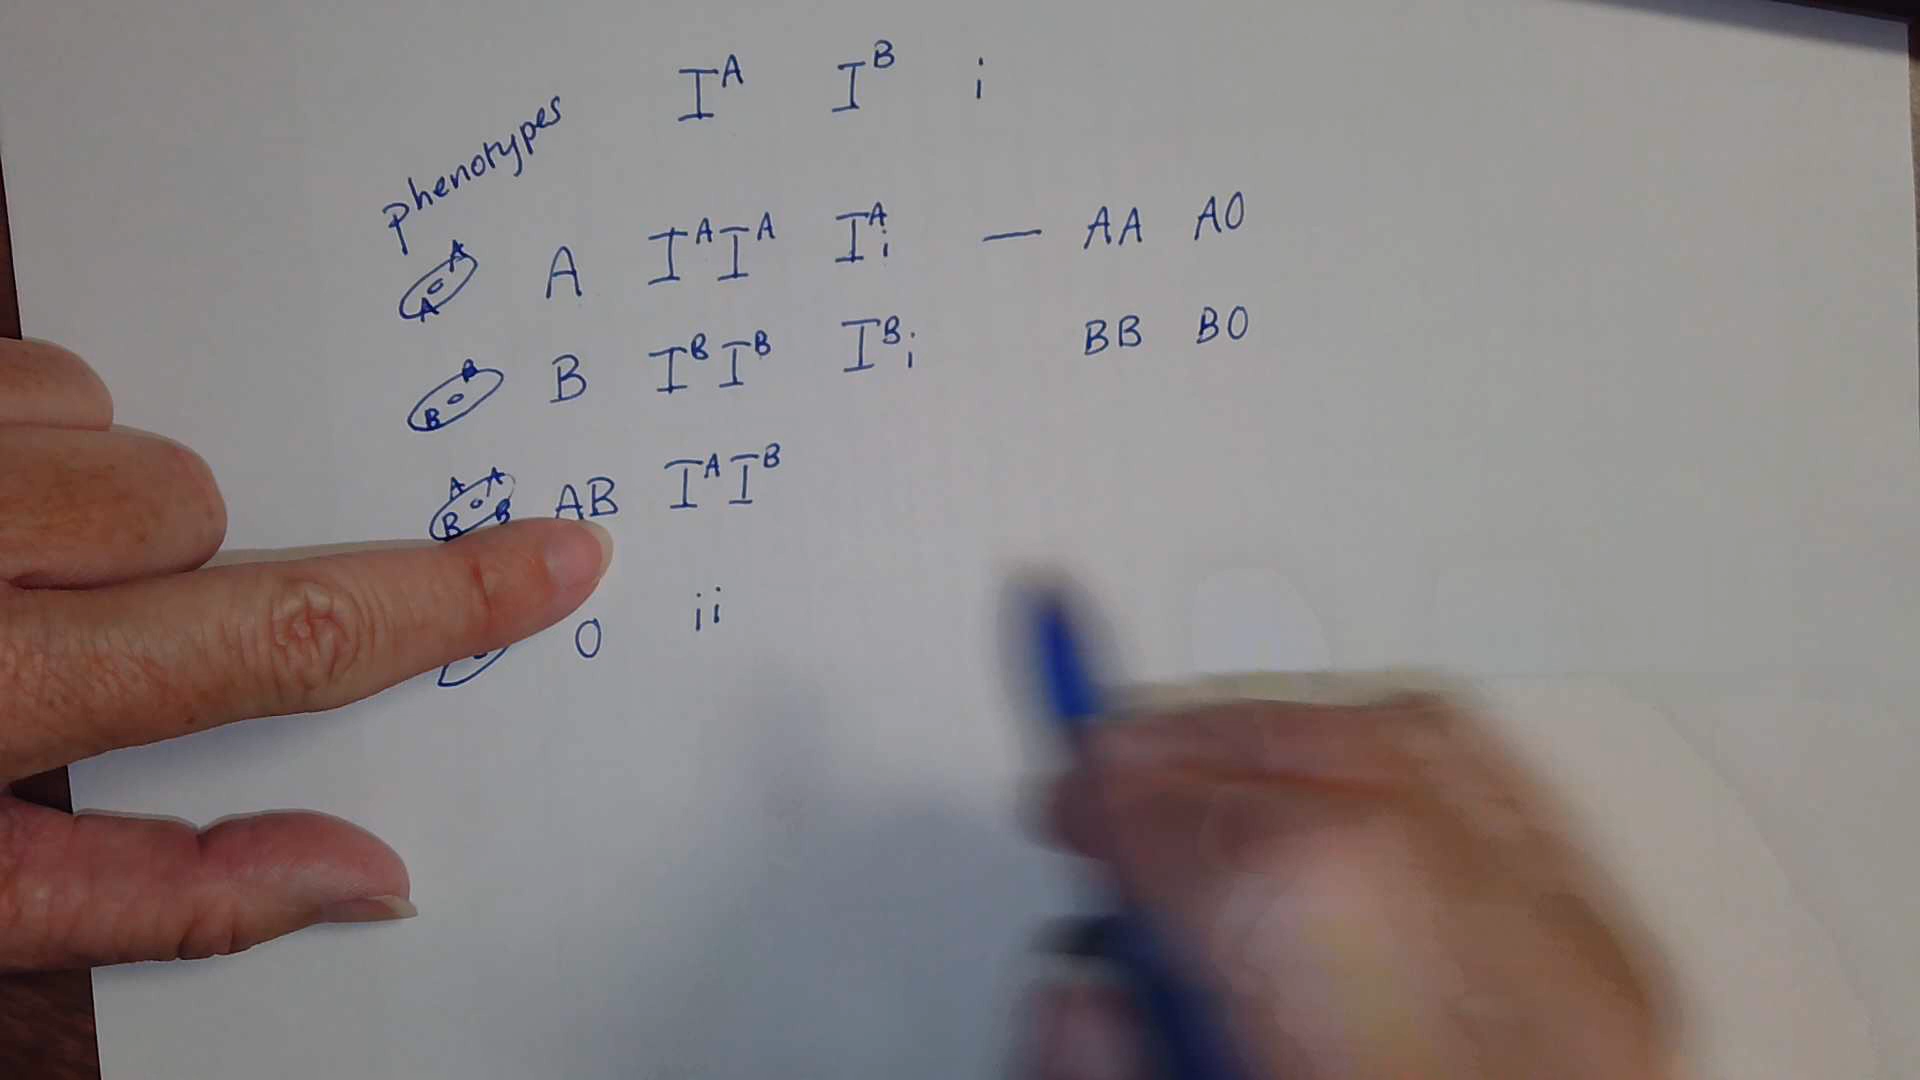 I^A I^B i
phenotypes
A A A I^A I^A I^A i — AA AO
B B B I^B I^B I^B i BB BO
A A B B AB I^A I^B
O ii